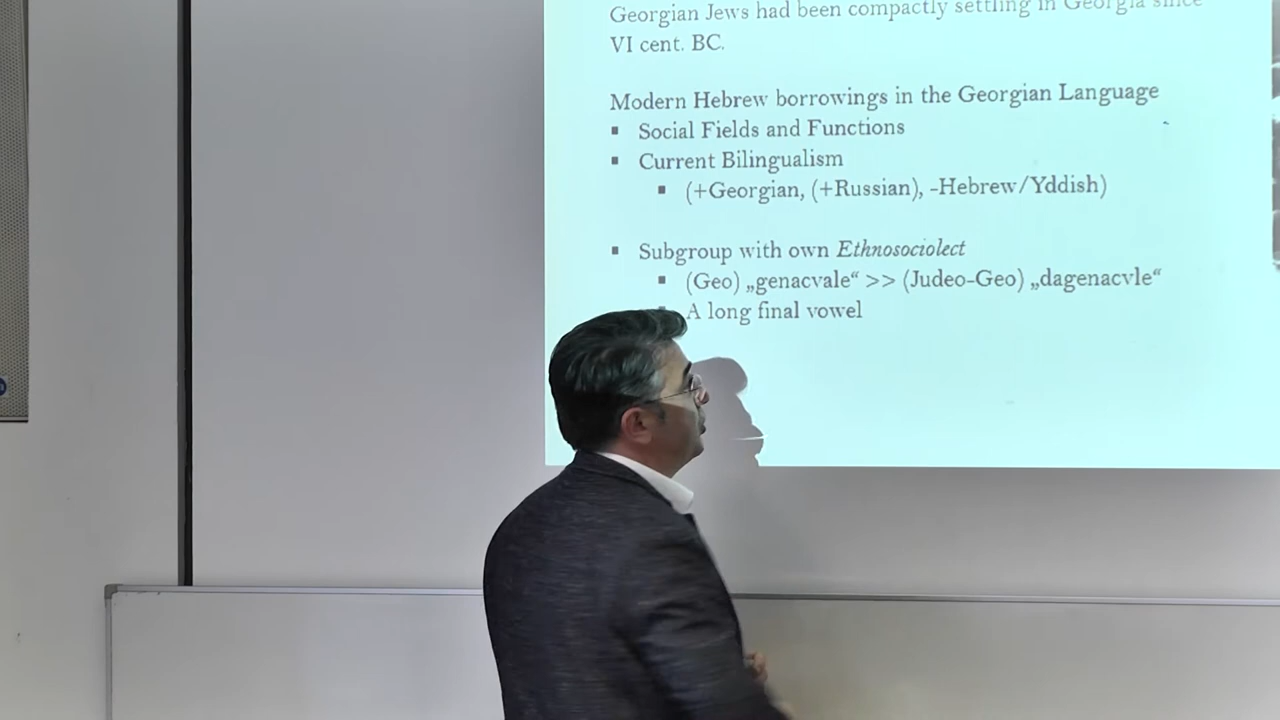 Georgian Jews had been compactly settling in Georgia since
VI cent. BC.
Modern Hebrew borrowings in the Georgian Language
▪ Social Fields and Functions
▪ Current Bilingualism
▪ (+Georgian, (+Russian), -Hebrew/Yddish)
▪ Subgroup with own Ethnosociolect
▪ (Geo) „genacvale“ >> (Judeo-Geo) „dagenacvle“
▪ A long final vowel